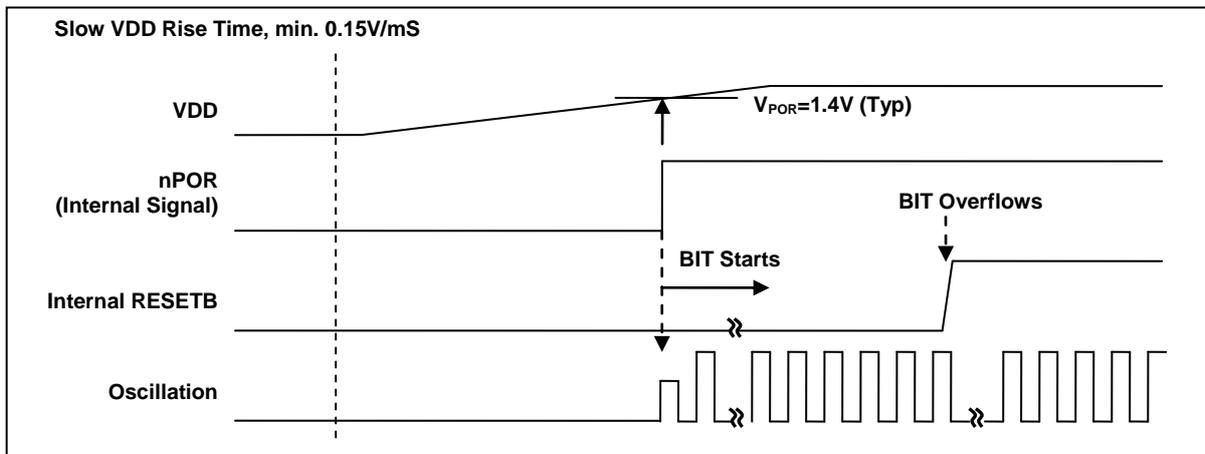 Slow VDD Rise Time, min. 0.15V/mS
VDD
VPOR=1.4V (Typ)
nPOR
(Internal Signal)
BIT Overflows
BIT Starts
Internal RESETB
Oscillation